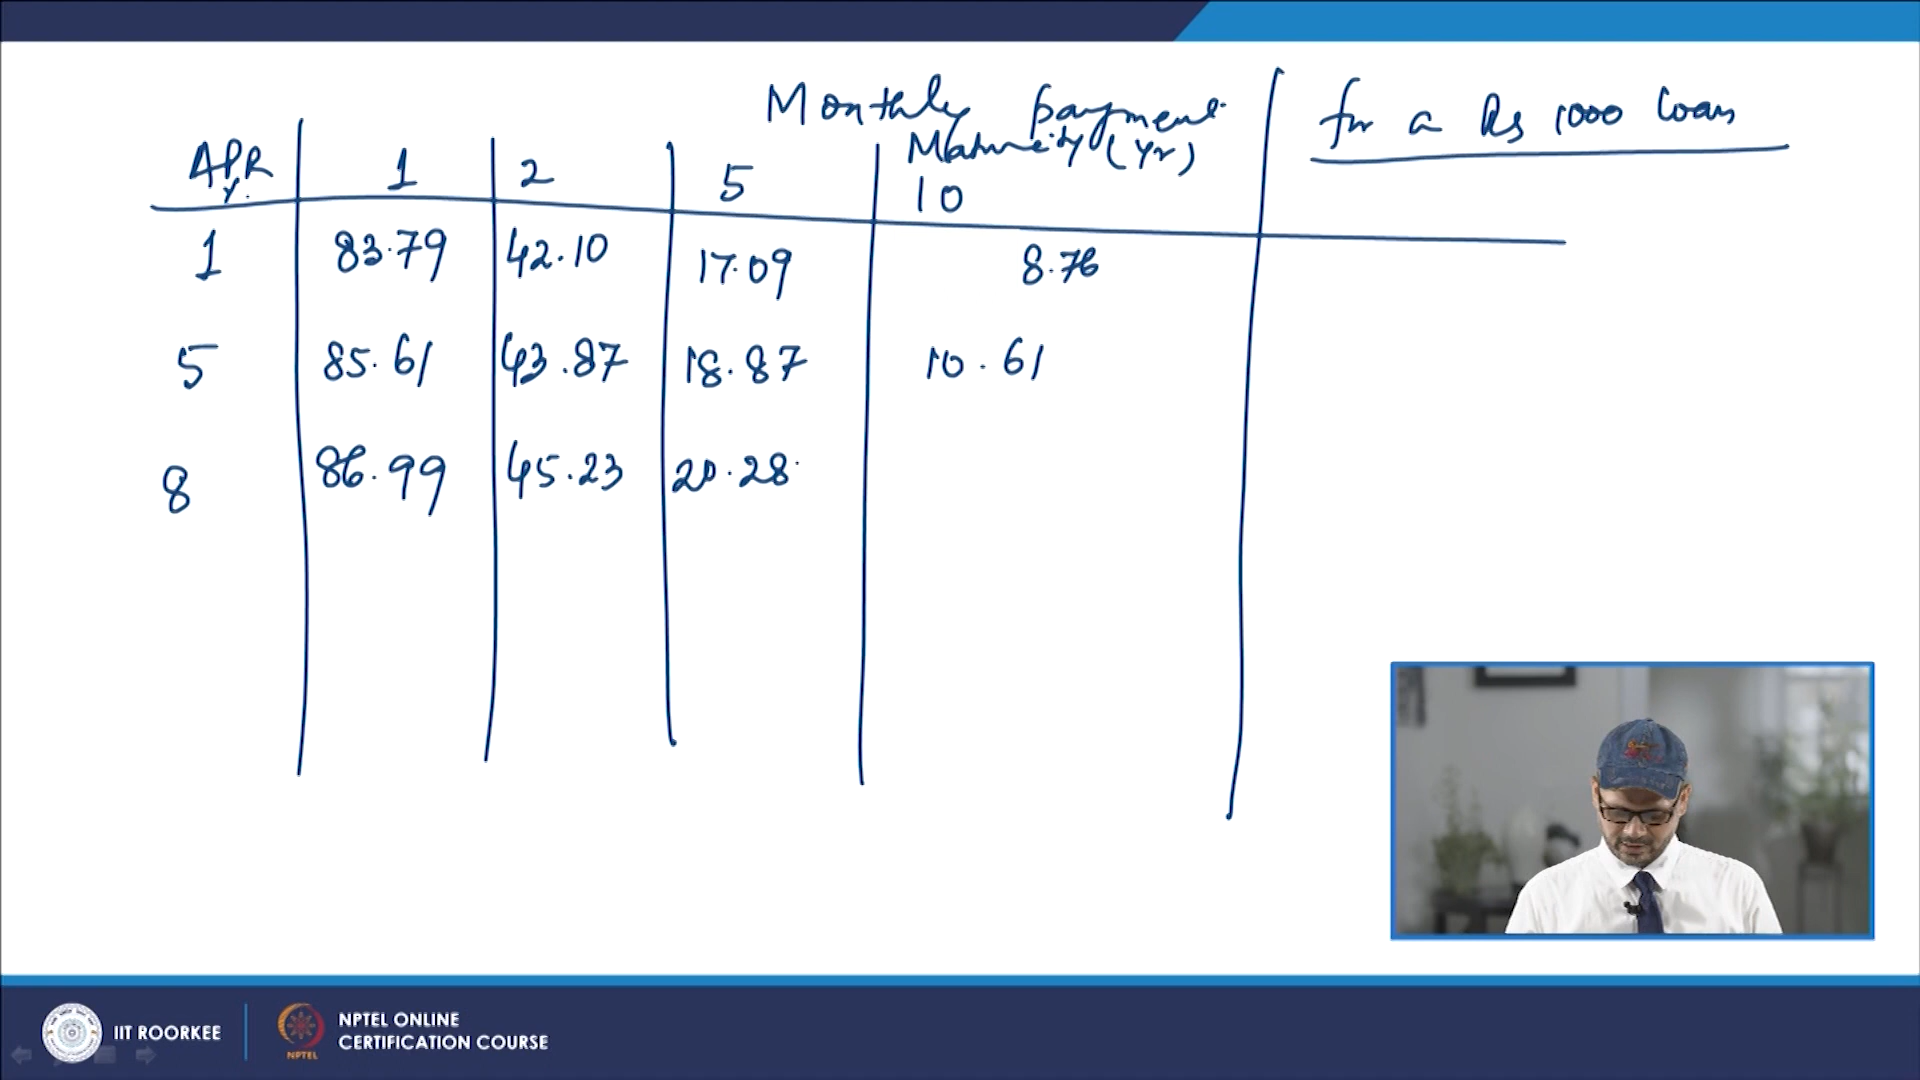 Monthly payment
for a Rs 1000 loan
Maturity (Yr)
APR %. 1 2 5 10
1 83.79 42.10 17.09 8.76
5 85.61 43.87 18.87 10.61
8 86.99 45.23 20.28
IIT ROORKEE
NPTEL
NPTEL ONLINE
CERTIFICATION COURSE